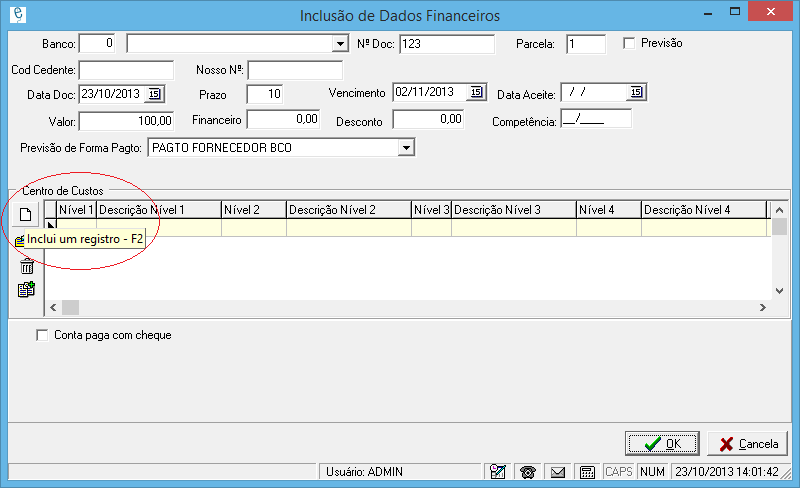 Inclusão de Dados Financeiros
Banco: 0 Nº Doc: 123 Parcela: 1 Previsão
Cod Cedente: Nosso Nº:
Data Doc: 23/10/2013 15 Prazo 10 Vencimento 02/11/2013 15 Data Aceite: / / 15
Valor: 100,00 Financeiro 0,00 Desconto 0,00 Competência: __/____
Previsão de Forma Pagto: PAGTO FORNECEDOR BCO
Centro de Custos
Nível 1 Descrição Nível 1 Nível 2 Descrição Nível 2 Nível 3 Descrição Nível 3 Nível 4 Descrição Nível 4
Inclui um registro - F2
Conta paga com cheque
OK Cancela
Usuário: ADMIN CAPS NUM 23/10/2013 14:01:42